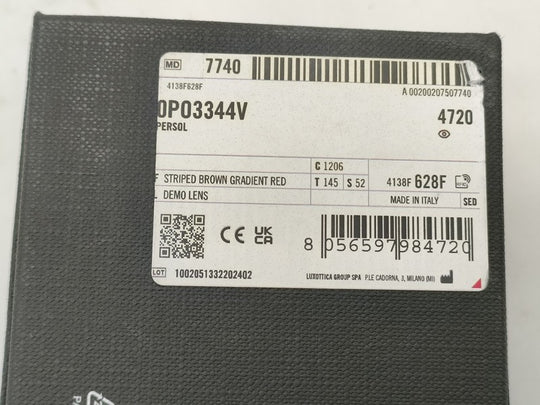 MD 7740
4138F628F
A 00200207507740
0PO3344V 4720
PERSOL
C 1206
F STRIPED BROWN GRADIENT RED T 145 S 52 4138F 628F RFID
L DEMO LENS MADE IN ITALY SED
CE UK CA
8 056597 984720
LOT 1002051332202402
LUXOTTICA GROUP SPA P.LE CADORNA, 3, MILANO (MI)